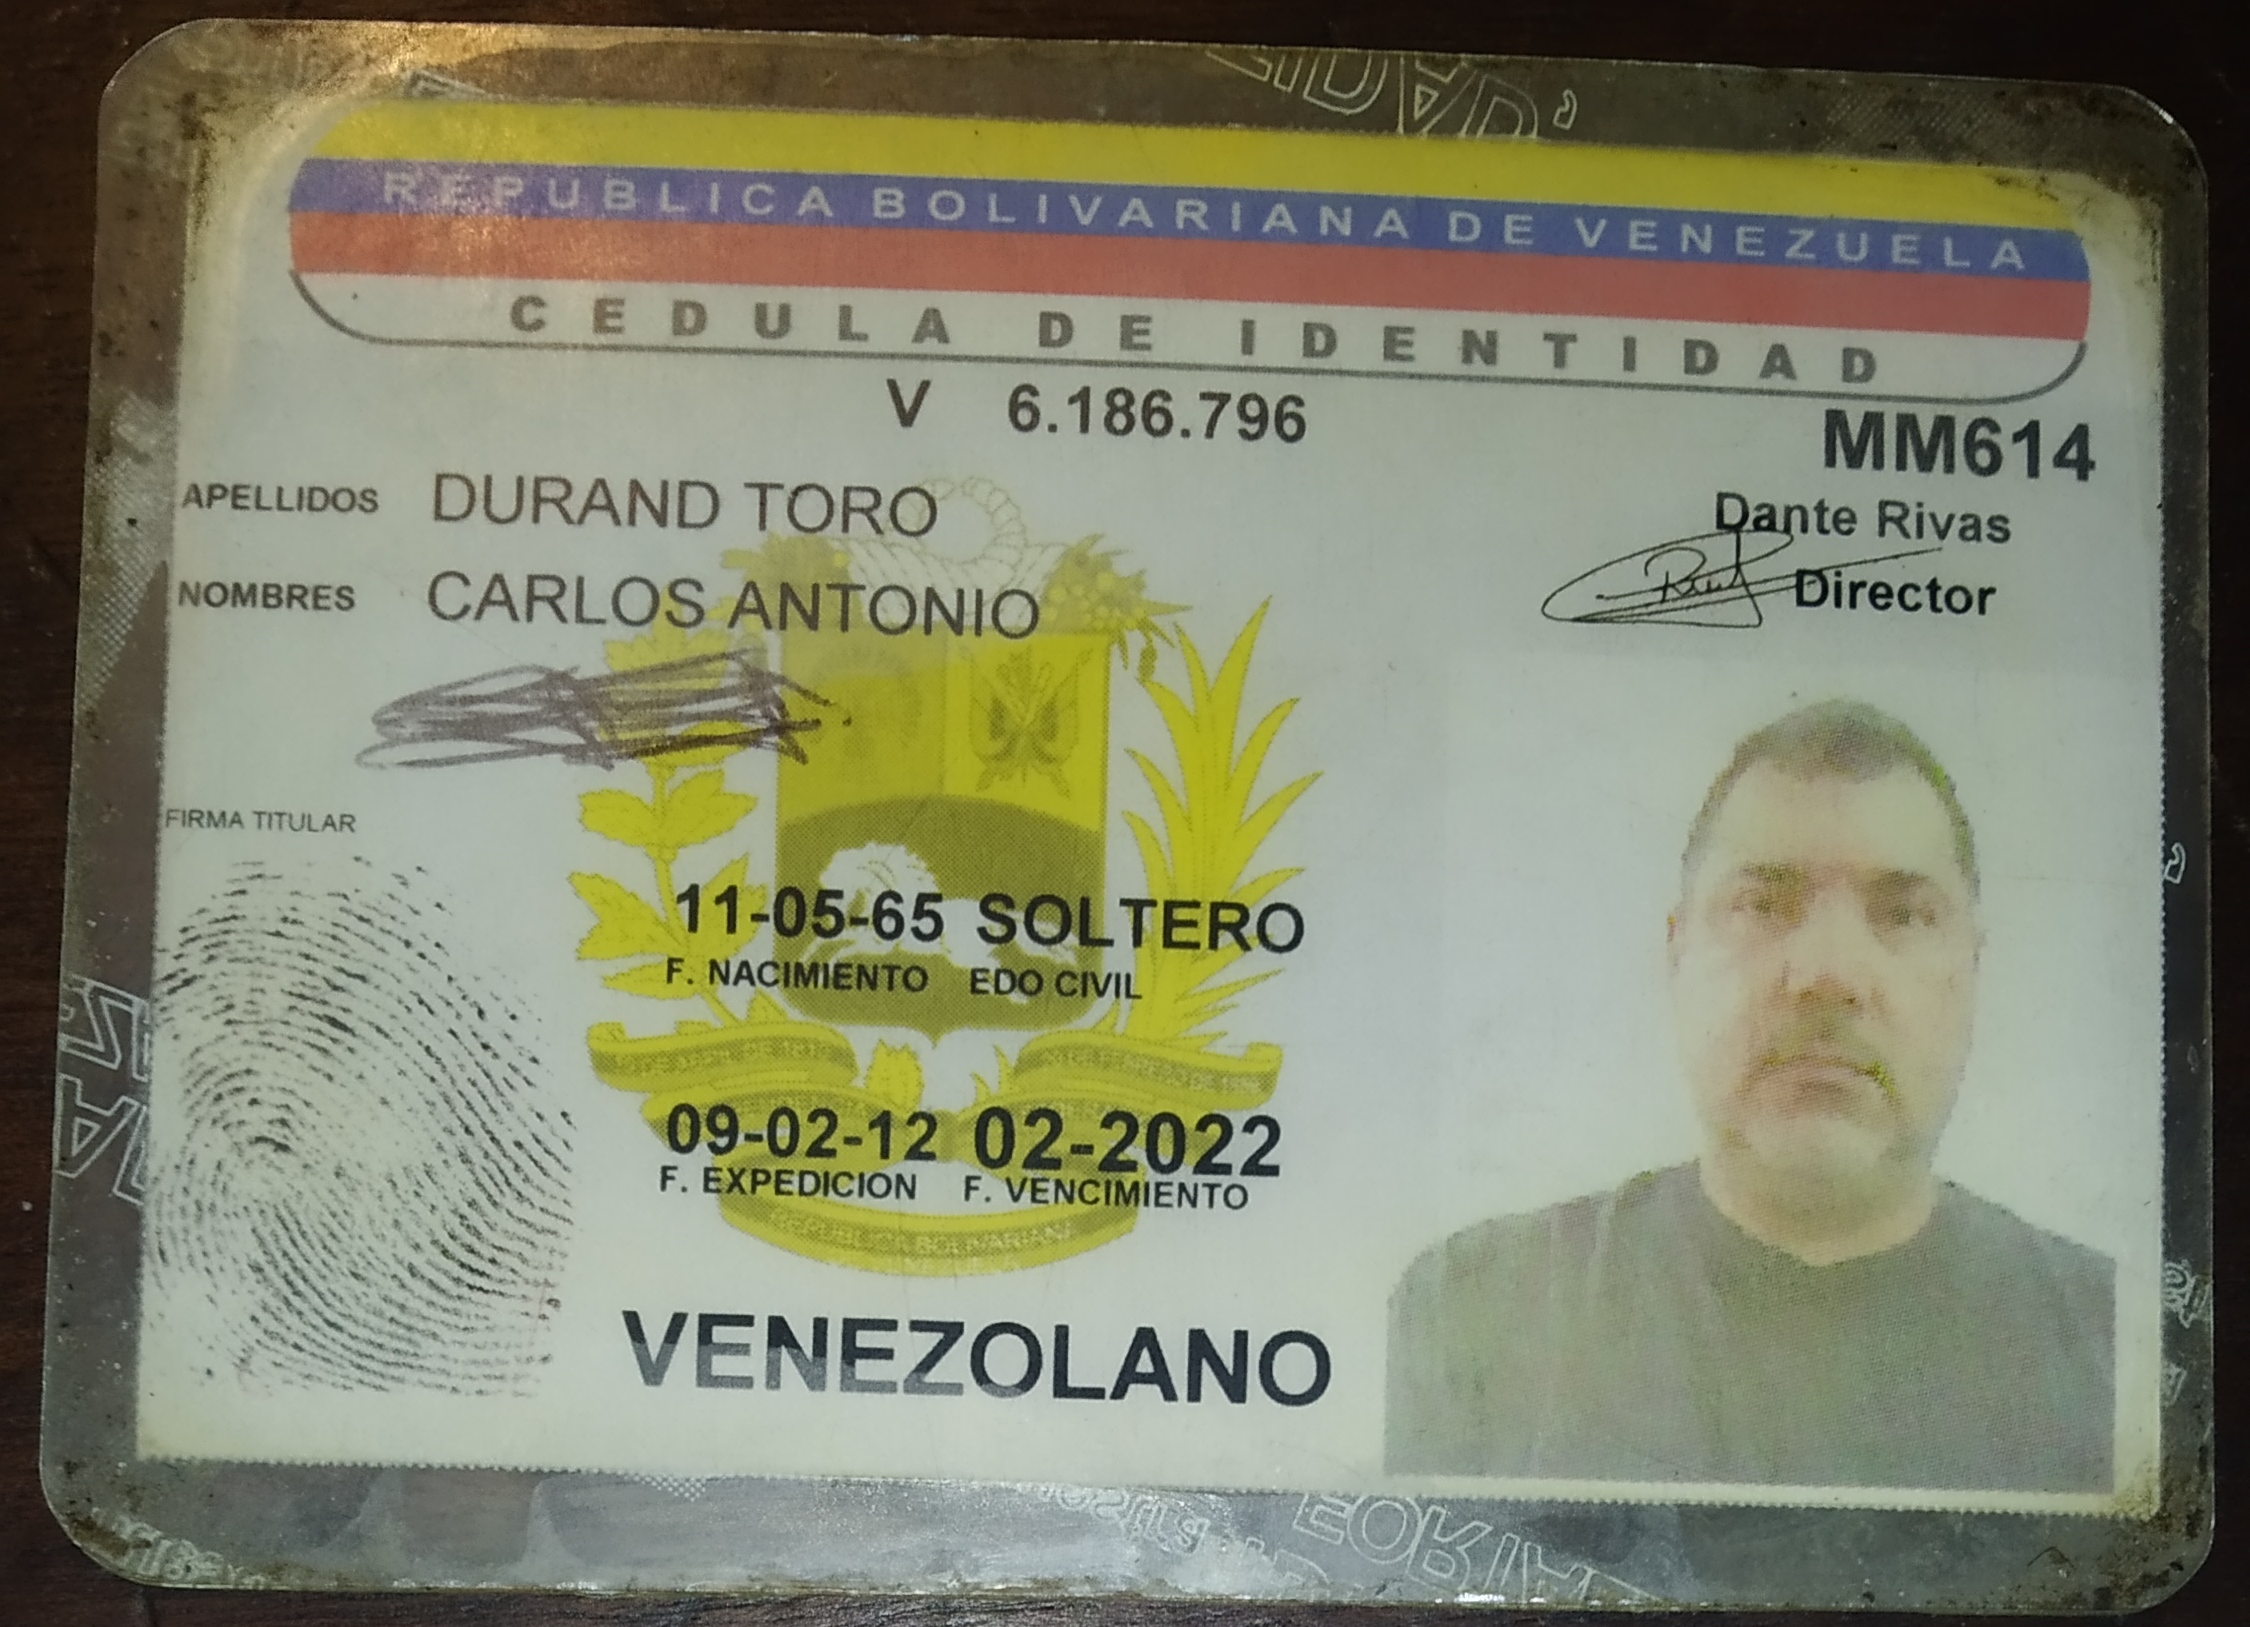 REPUBLICA BOLIVARIANA DE VENEZUELA
CEDULA DE IDENTIDAD
V 6.186.796
MM614
APELLIDOS DURAND TORO
Dante Rivas
NOMBRES CARLOS ANTONIO
Director
FIRMA TITULAR
11-05-65 SOLTERO
F. NACIMIENTO EDO CIVIL
09-02-12 02-2022
F. EXPEDICION F. VENCIMIENTO
VENEZOLANO